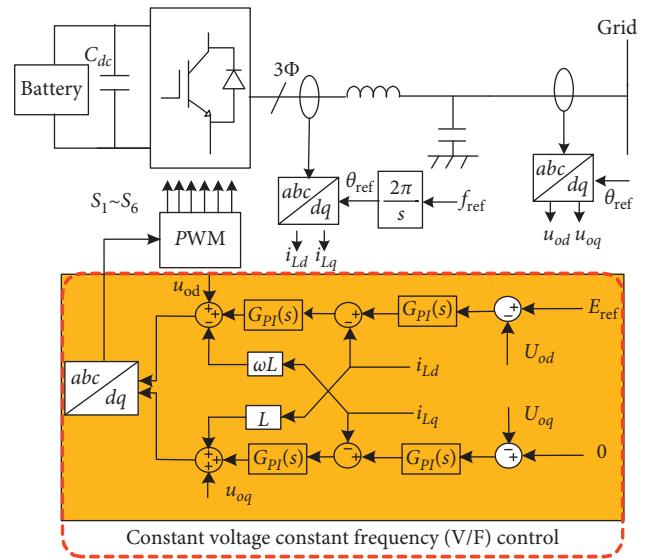 Grid
C_dc
Battery
3Φ
S_1~S_6
PWM
abc
dq
θ_ref
2π
s
f_ref
i_Ld i_Lq
abc
dq
θ_ref
u_od u_oq
u_od
+ + −
G_PI(s)
− +
G_PI(s)
− +
E_ref
U_od
abc
dq
ωL
i_Ld
L
i_Lq
U_oq
+ + +
G_PI(s)
− +
G_PI(s)
− +
0
u_oq
Constant voltage constant frequency (V/F) control